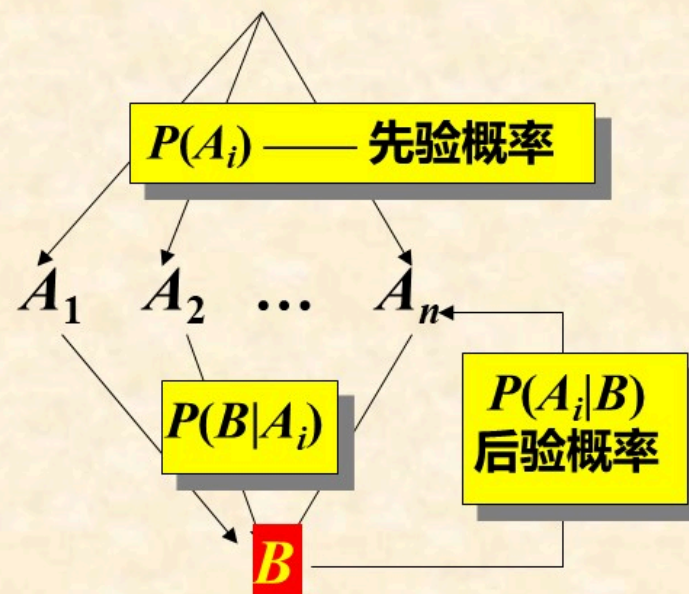 P(Aᵢ) —— 先验概率
A₁ A₂ … Aₙ
P(B|Aᵢ)
P(Aᵢ|B)
后验概率
B